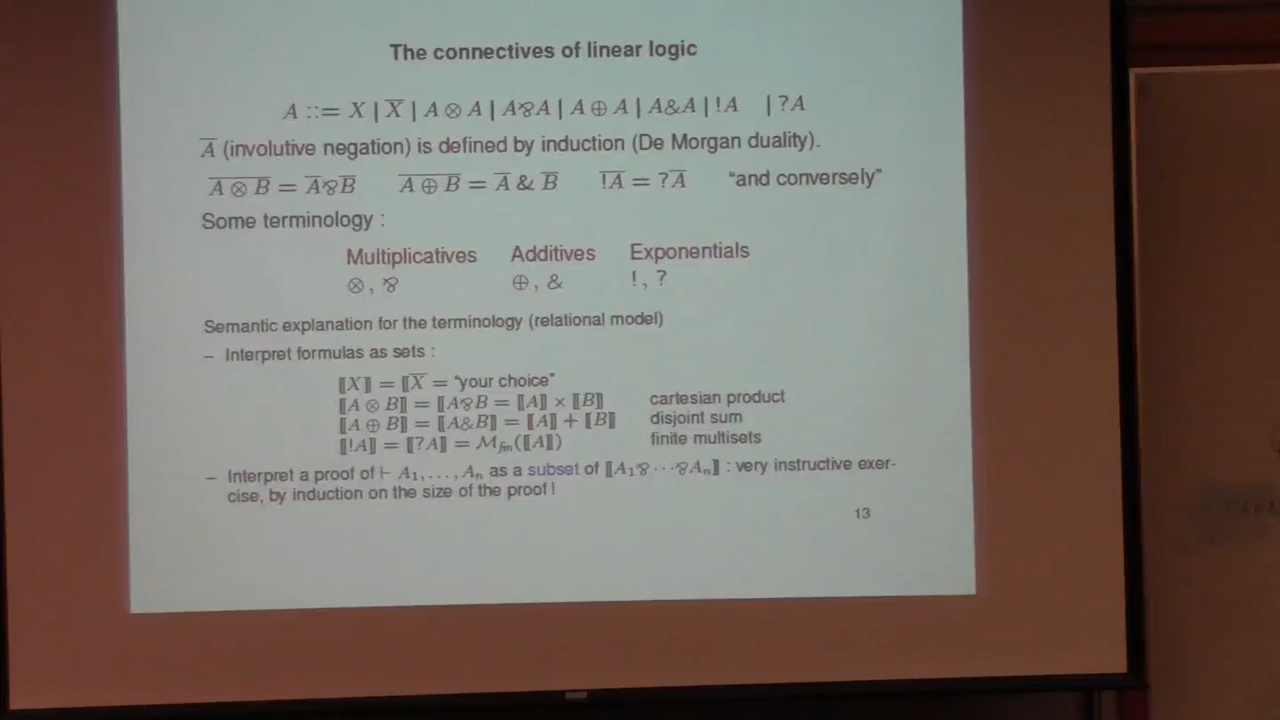 The connectives of linear logic
A ::= X | X̅ | A ⊗ A | A⅋A | A ⊕ A | A&A | !A | ?A
A̅ (involutive negation) is defined by induction (De Morgan duality).
A̅ ̅⊗̅ ̅B̅ = A̅⅋B̅ A̅ ̅⊕̅ ̅B̅ = A̅ & B̅ !̅A̅ = ?A̅ “and conversely”
Some terminology :
Multiplicatives Additives Exponentials
⊗, ⅋ ⊕, & !, ?
Semantic explanation for the terminology (relational model)
– Interpret formulas as sets :
⟦X⟧ = ⟦X̅ = “your choice”
⟦A ⊗ B⟧ = ⟦A⅋B = ⟦A⟧ × ⟦B⟧ cartesian product
⟦A ⊕ B⟧ = ⟦A&B⟧ = ⟦A⟧ + ⟦B⟧ disjoint sum
⟦!A⟧ = ⟦?A⟧ = ℳfin(⟦A⟧) finite multisets
– Interpret a proof of ⊢ A₁, . . . , Aₙ as a subset of ⟦A₁⅋ · · · ⅋Aₙ⟧ : very instructive exer-
cise, by induction on the size of the proof !
13